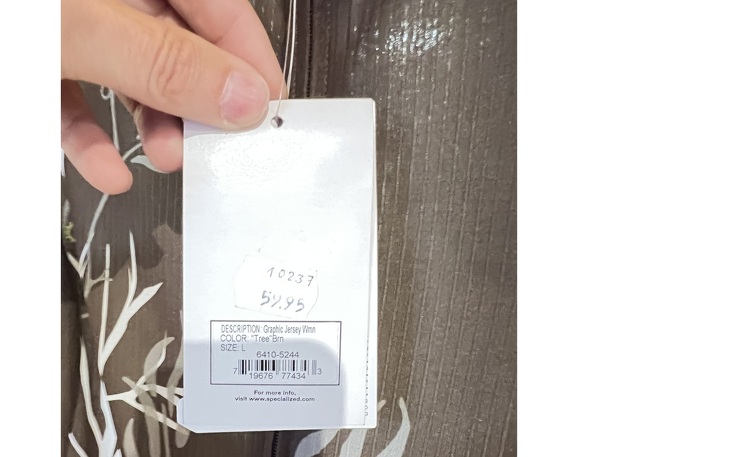 10237
59.95
DESCRIPTION: Graphic Jersey Wmn
COLOR: "Tree"Brn
SIZE: L
6410-5244
7 19676 77434 3
For more info,
visit www.specialized.com